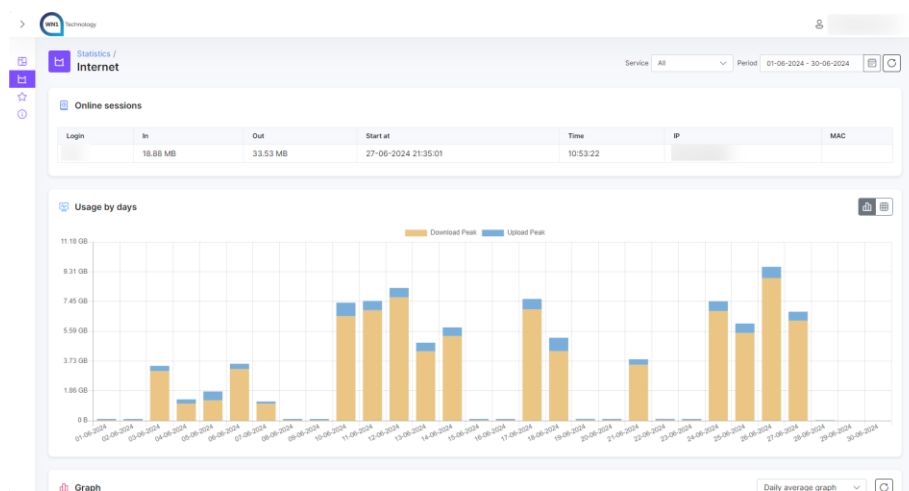 WN1 Technology
Statistics /
Internet
Service All Period 01-06-2024 - 30-06-2024
Online sessions
Login In Out Start at Time IP MAC
18.88 MB 33.53 MB 27-06-2024 21:35:01 10:53:22
Usage by days
Download Peak Upload Peak
11.18 GB
9.31 GB
7.45 GB
5.59 GB
3.73 GB
1.86 GB
0 B
01-06-2024 02-06-2024 03-06-2024 04-06-2024 05-06-2024 06-06-2024 07-06-2024 08-06-2024 09-06-2024 10-06-2024 11-06-2024 12-06-2024 13-06-2024 14-06-2024 15-06-2024 16-06-2024 17-06-2024 18-06-2024 19-06-2024 20-06-2024 21-06-2024 22-06-2024 23-06-2024 24-06-2024 25-06-2024 26-06-2024 27-06-2024 28-06-2024 29-06-2024 30-06-2024
Graph Daily average graph